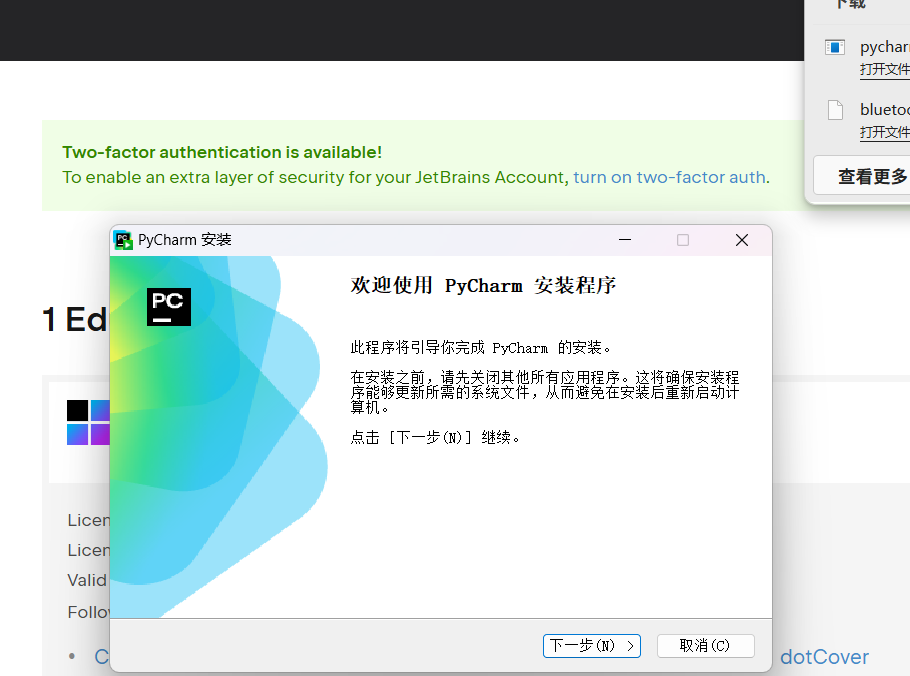 下载
打开文件
打开文件
查看更多
Two-factor authentication is available!
To enable an extra layer of security for your JetBrains Account, turn on two-factor auth.
PyCharm 安装
PC
欢迎使用 PyCharm 安装程序
此程序将引导你完成 PyCharm 的安装。
在安装之前，请先关闭其他所有应用程序。这将确保安装程
序能够更新所需的系统文件，从而避免在安装后重新启动计
算机。
点击 [下一步(N)] 继续。
1
Valid
dotCover
下一步(N) >
取消(C)